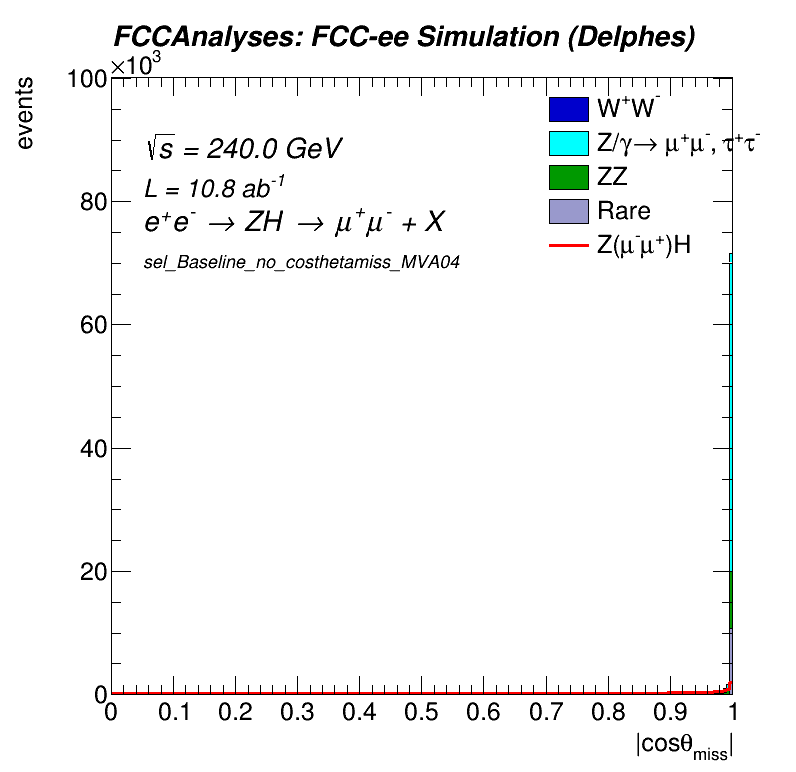 FCCAnalyses: FCC-ee Simulation (Delphes)
×10³
events
100
80
60
40
20
0
√s = 240.0 GeV
L = 10.8 ab⁻¹
e⁺e⁻ → ZH → μ⁺μ⁻ + X
sel_Baseline_no_costhetamiss_MVA04
W⁺W⁻
Z/γ→ μ⁺μ⁻, τ⁺τ⁻
ZZ
Rare
Z(μ⁻μ⁺)H
0 0.1 0.2 0.3 0.4 0.5 0.6 0.7 0.8 0.9 1
|cosθ_miss|